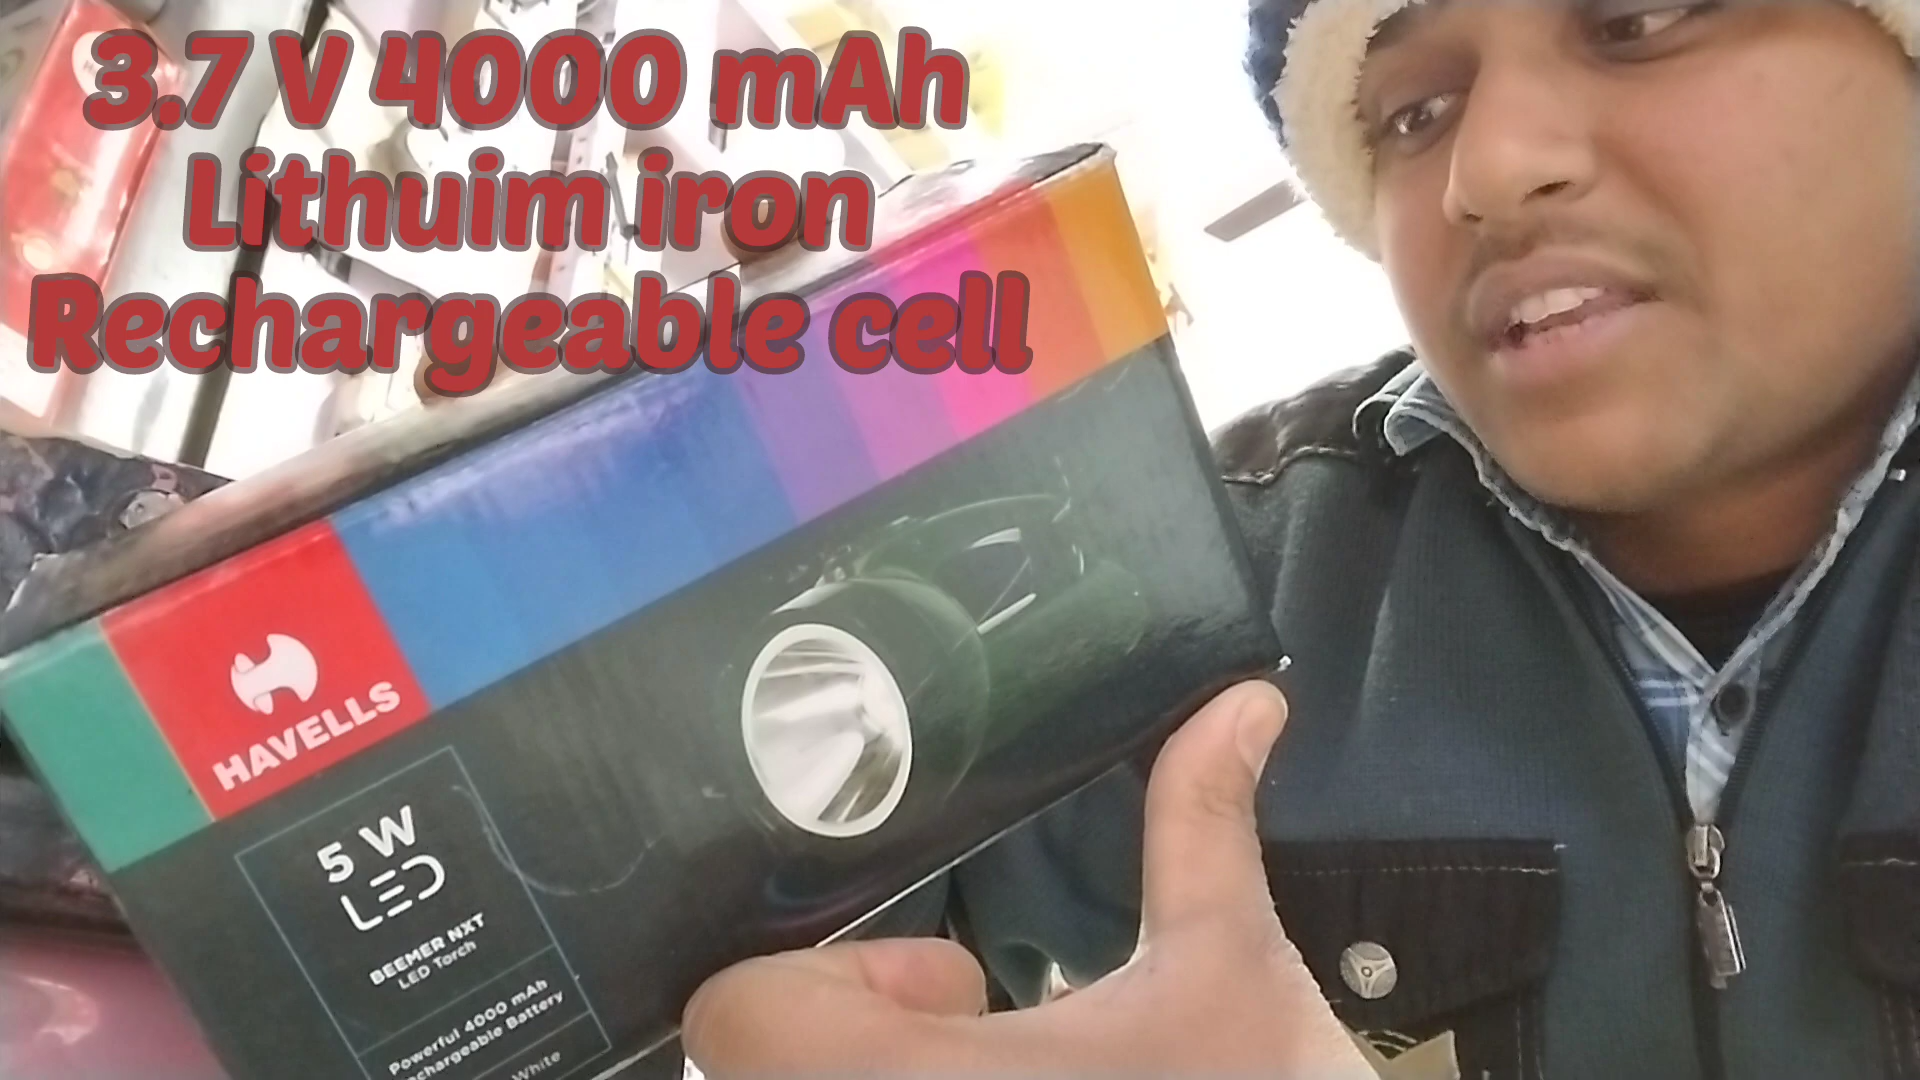 3.7 V 4000 mAh
Lithuim iron
Rechargeable cell
HAVELLS
5 W
LED
BEEMER NXT
LED Torch
Powerful 4000 mAh
Battery
White